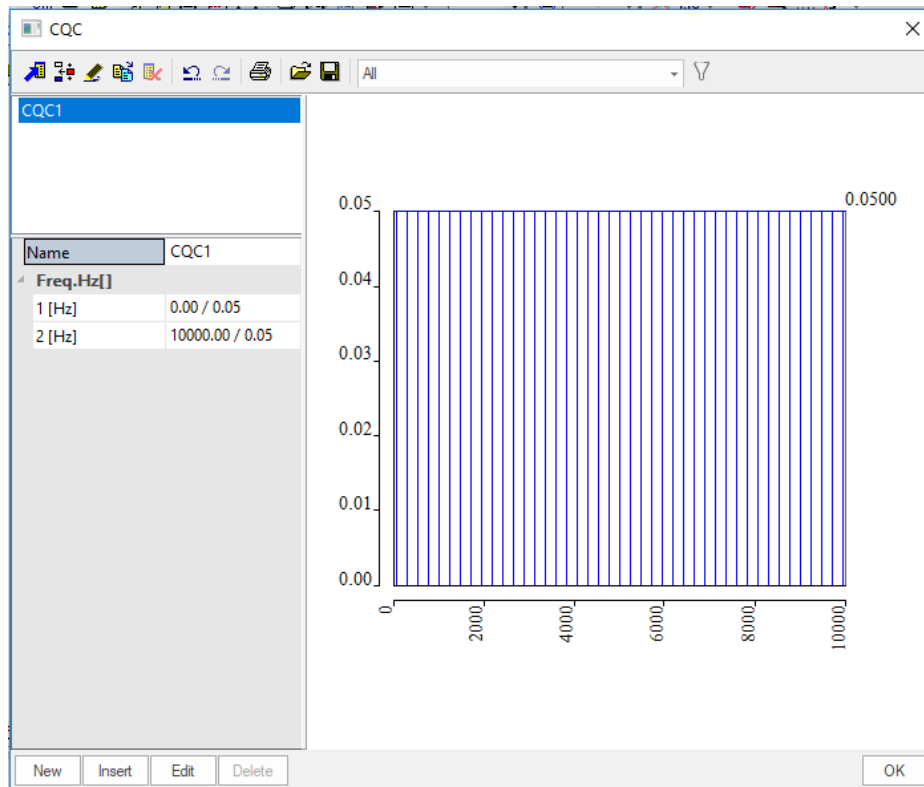 CQC
All
CQC1
Name CQC1
Freq.Hz[]
1 [Hz] 0.00 / 0.05
2 [Hz] 10000.00 / 0.05
0.0500
0.05
0.04
0.03
0.02
0.01
0.00
0 2000 4000 6000 8000 10000
New Insert Edit Delete OK